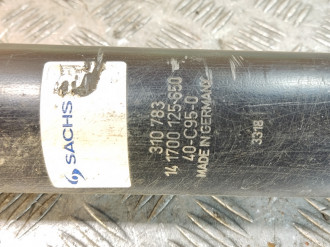 SACHS
310 783
14 1700 125-650
40-C95-0
MADE IN GERMANY
3318